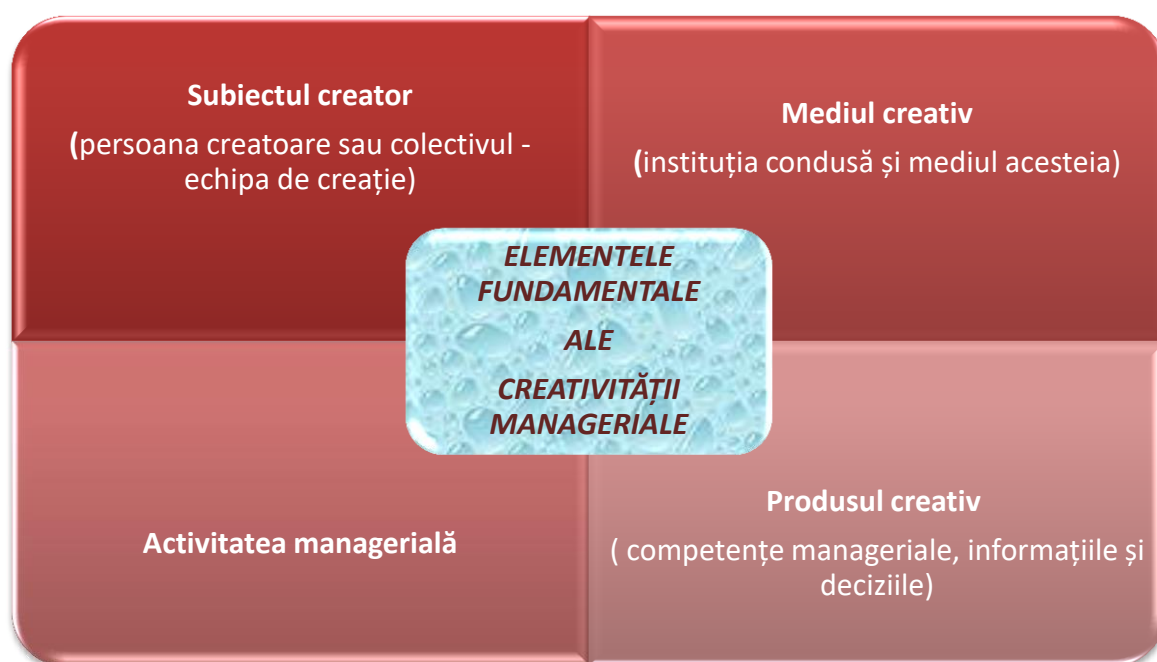 Subiectul creator
(persoana creatoare sau colectivul -
echipa de creație)
Mediul creativ
(instituția condusă și mediul acesteia)
ELEMENTELE
FUNDAMENTALE
ALE
CREATIVITĂȚII
MANAGERIALE
Activitatea managerială
Produsul creativ
( competențe manageriale, informațiile și
deciziile)